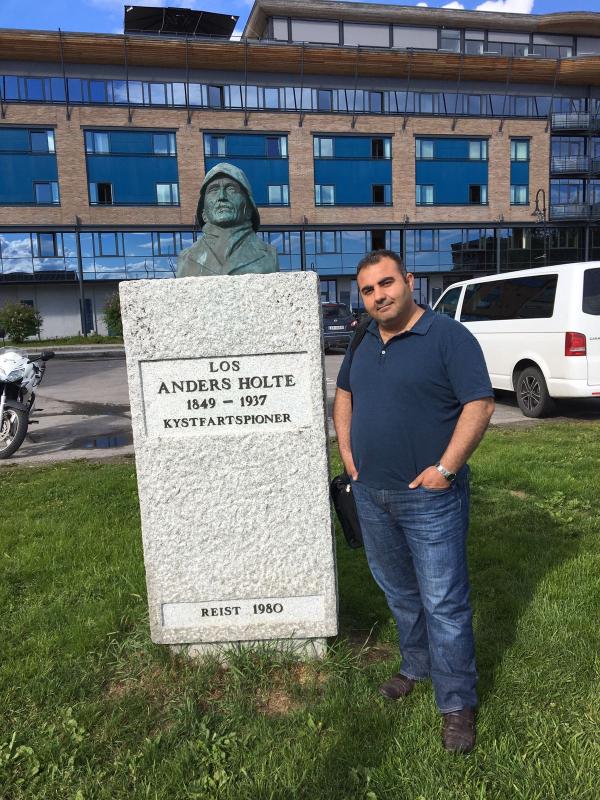 LOS
ANDERS HOLTE
1849 - 1937
KYSTFARTSPIONER
REIST 1980